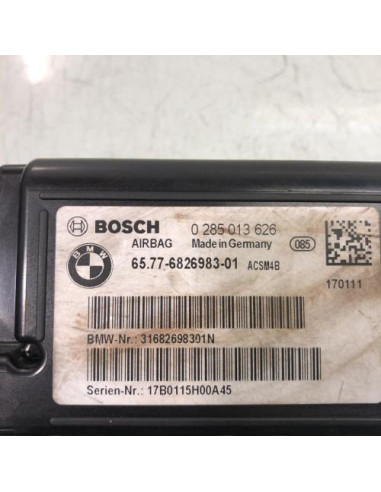 BOSCH 0 285 013 626
AIRBAG Made in Germany 085
BMW 65.77-6826983-01 ACSM4B
170111
BMW-Nr.: 31682698301N
Serien-Nr.: 17B0115H00A45